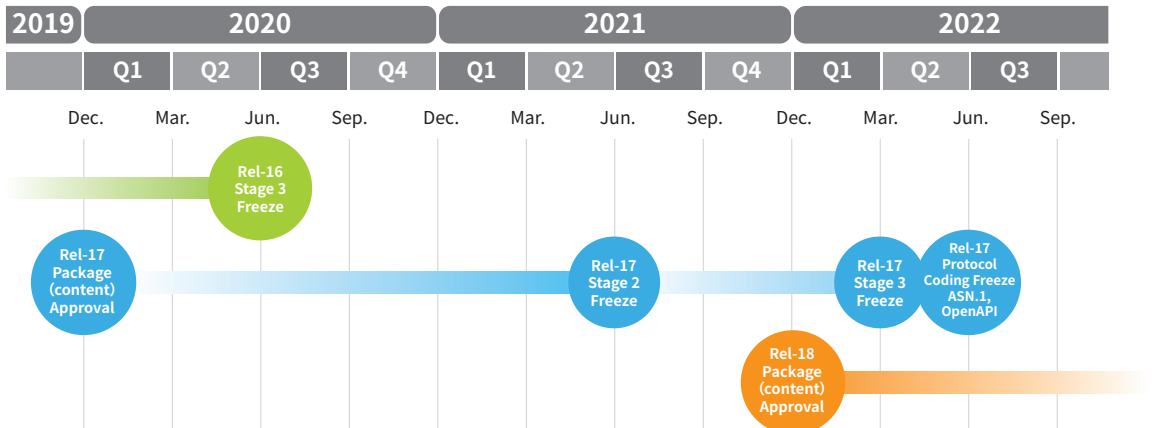 2019 2020 2021 2022
Q1 Q2 Q3 Q4 Q1 Q2 Q3 Q4 Q1 Q2 Q3
Dec. Mar. Jun. Sep. Dec. Mar. Jun. Sep. Dec. Mar. Jun. Sep.
Rel-16
Stage 3
Freeze
Rel-17
Package
(content)
Approval
Rel-17
Stage 2
Freeze
Rel-17
Stage 3
Freeze
Rel-17
Protocol
Coding Freeze
ASN.1,
OpenAPI
Rel-18
Package
(content)
Approval